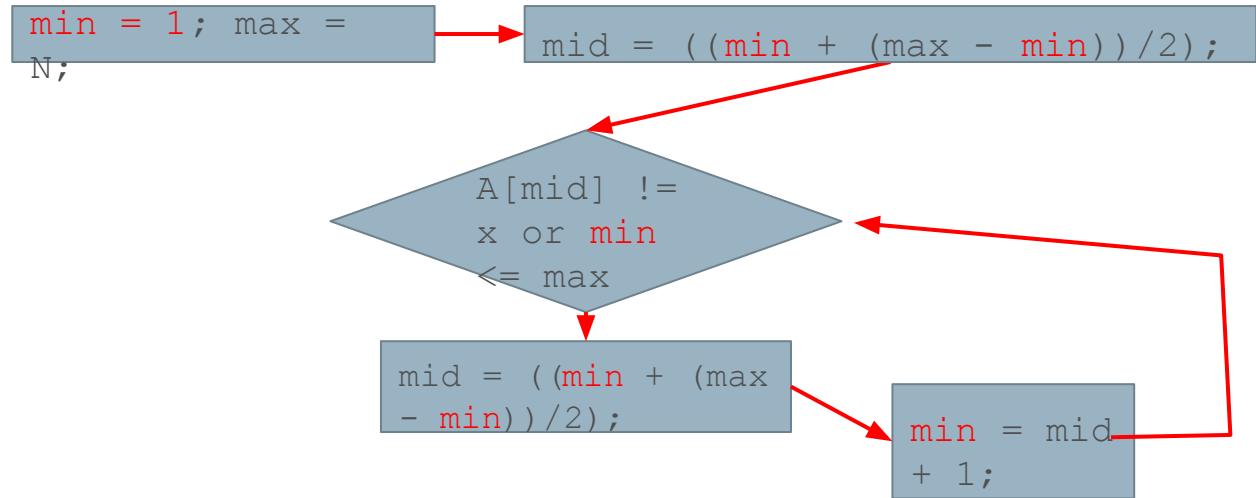 min = 1; max =
N;
mid = ((min + (max - min))/2);
A[mid] !=
x or min
<= max
mid = ((min + (max
- min))/2);
min = mid
+ 1;